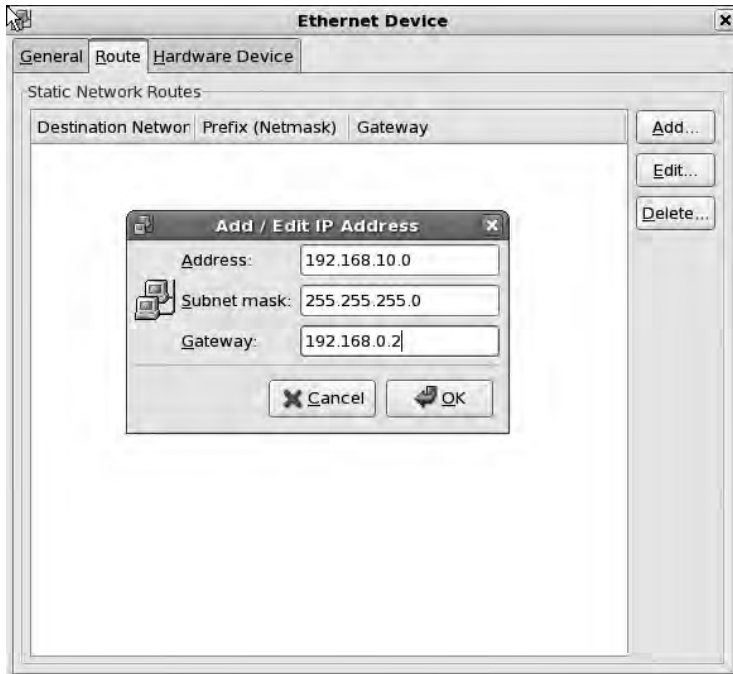 Ethernet Device
General Route Hardware Device
Static Network Routes
Destination Networ Prefix (Netmask) Gateway
Add...
Edit...
Delete...
Add / Edit IP Address
Address: 192.168.10.0
Subnet mask: 255.255.255.0
Gateway: 192.168.0.2
Cancel OK